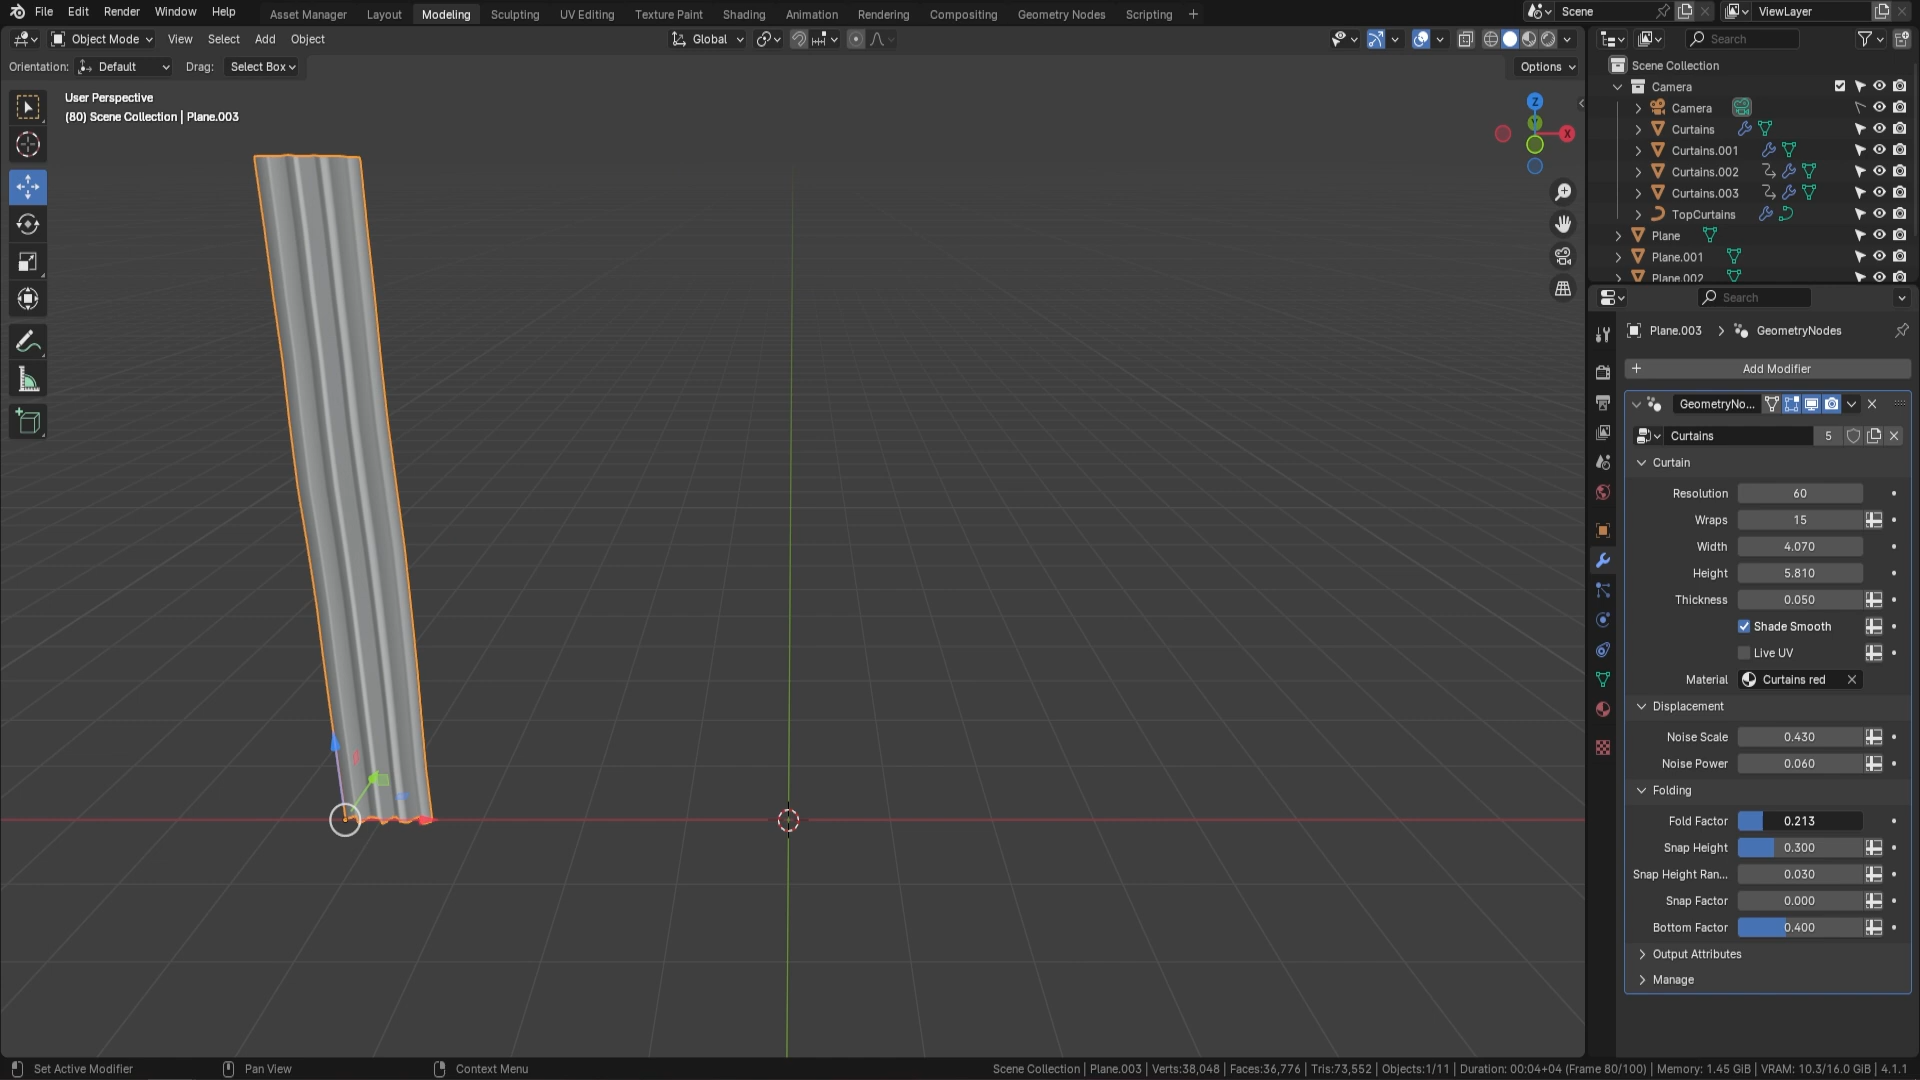 File Edit Render Window Help
Asset Manager Layout Modeling Sculpting UV Editing Texture Paint Shading Animation Rendering Compositing Geometry Nodes Scripting +
Scene
ViewLayer
Object Mode View Select Add Object
Global
Search
Orientation: Default Drag: Select Box
Options
User Perspective
(80) Scene Collection | Plane.003
Z
Y
X
Scene Collection
Camera
Camera
Curtains
Curtains.001
Curtains.002
Curtains.003
TopCurtains
Plane
Plane.001
Plane.002
Search
Plane.003 > GeometryNodes
+ Add Modifier
GeometryNo...
Curtains 5
Curtain
Resolution 60
Wraps 15
Width 4.070
Height 5.810
Thickness 0.050
Shade Smooth
Live UV
Material Curtains red
Displacement
Noise Scale 0.430
Noise Power 0.060
Folding
Fold Factor 0.213
Snap Height 0.300
Snap Height Ran... 0.030
Snap Factor 0.000
Bottom Factor 0.400
Output Attributes
Manage
Set Active Modifier Pan View Context Menu
Scene Collection | Plane.003 | Verts:38,048 | Faces:36,776 | Tris:73,552 | Objects:1/11 | Duration: 00:04+04 (Frame 80/100) | Memory: 1.45 GiB | VRAM: 10.3/16.0 GiB | 4.1.1